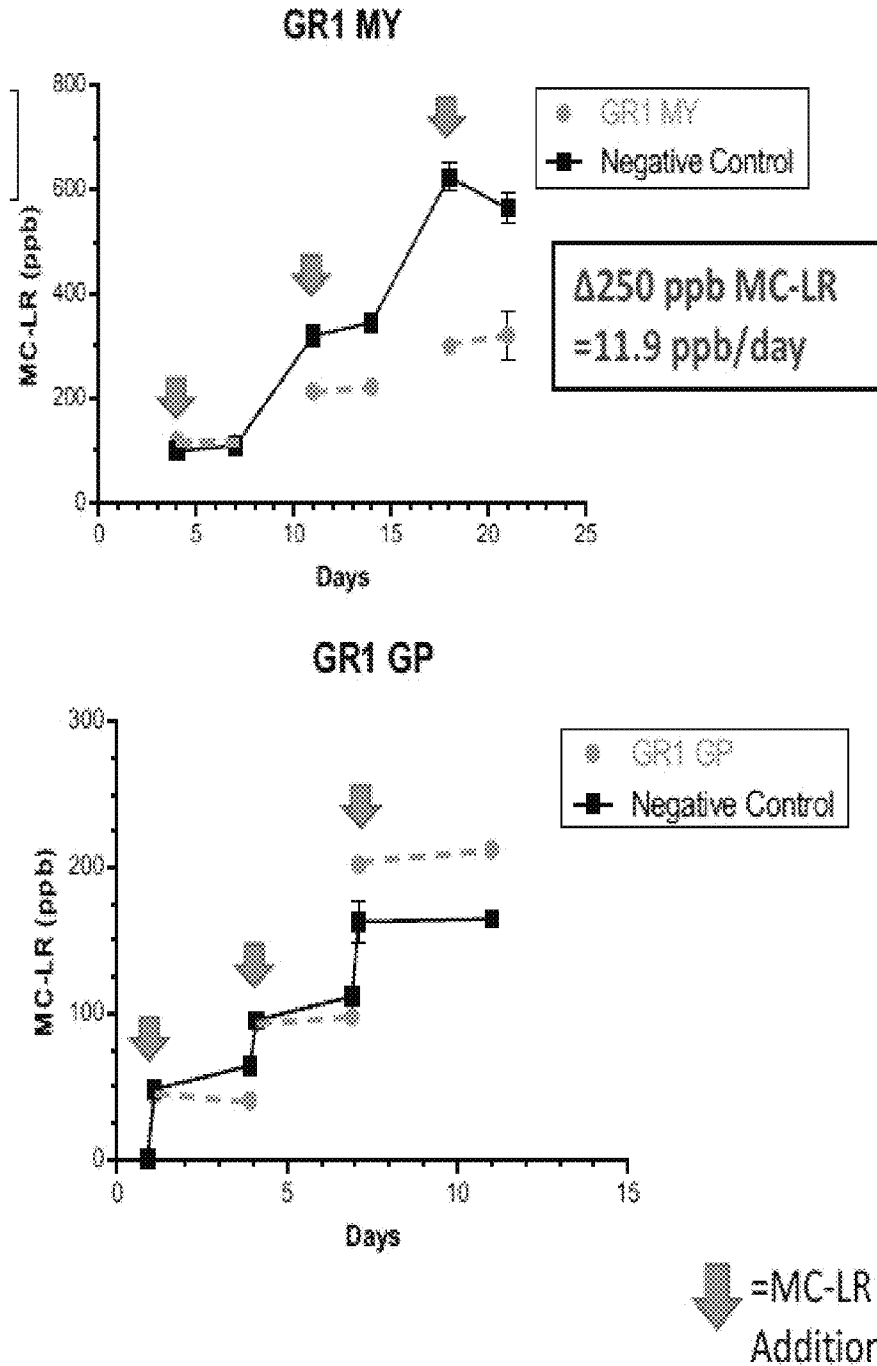 GR1 MY
800
600
400
200
0
MC-LR (ppb)
0 5 10 15 20 25
Days
GR1 MY
Negative Control
Δ250 ppb MC-LR
=11.9 ppb/day
GR1 GP
300
200
100
0
MC-LR (ppb)
0 5 10 15
Days
GR1 GP
Negative Control
=MC-LR
Addition